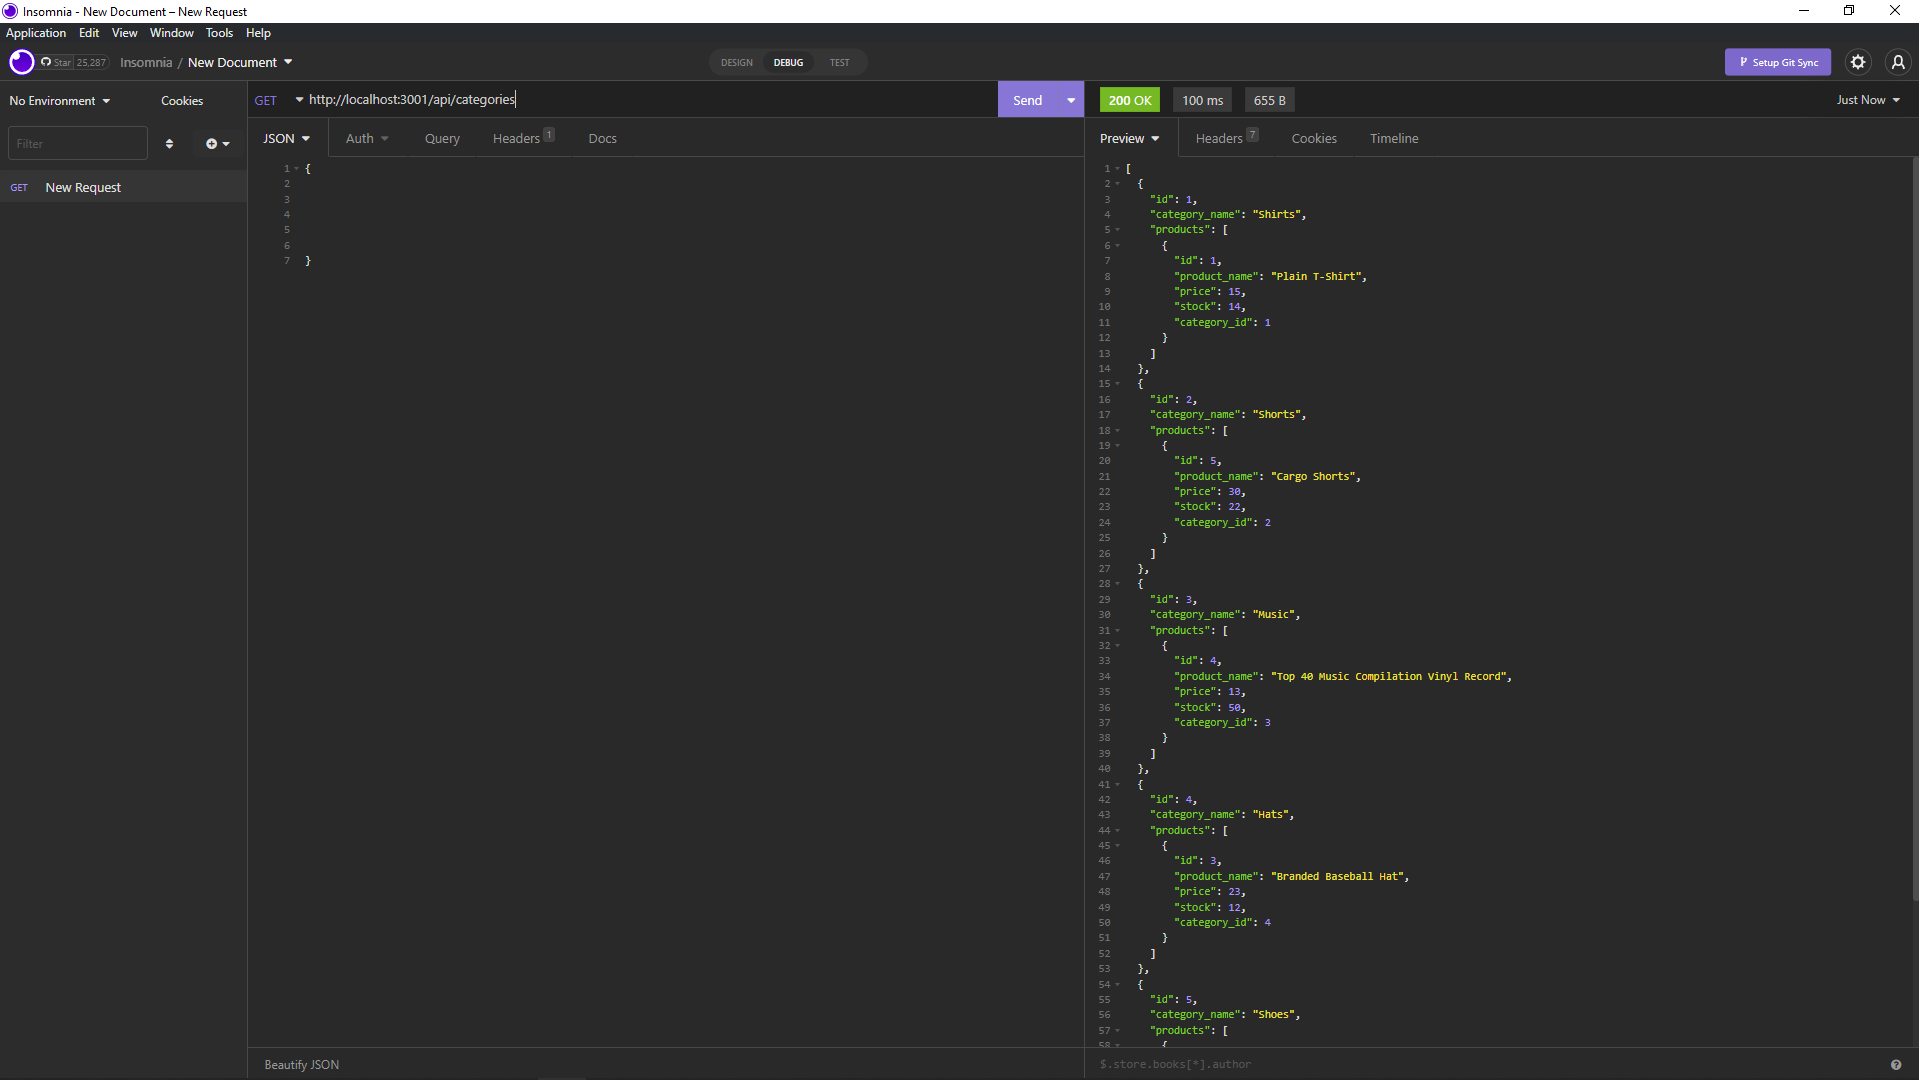 Insomnia - New Document – New Request
Application Edit View Window Tools Help
Star 25,287 Insomnia / New Document DESIGN DEBUG TEST Setup Git Sync
No Environment Cookies GET http://localhost:3001/api/categories Send 200 OK 100 ms 655 B Just Now
Filter JSON Auth Query Headers 1 Docs Preview Headers 7 Cookies Timeline
GET New Request
1 {
2
3
4
5
6
7 }
1 [
2 {
3 "id": 1,
4 "category_name": "Shirts",
5 "products": [
6 {
7 "id": 1,
8 "product_name": "Plain T-Shirt",
9 "price": 15,
10 "stock": 14,
11 "category_id": 1
12 }
13 ]
14 },
15 {
16 "id": 2,
17 "category_name": "Shorts",
18 "products": [
19 {
20 "id": 5,
21 "product_name": "Cargo Shorts",
22 "price": 30,
23 "stock": 22,
24 "category_id": 2
25 }
26 ]
27 },
28 {
29 "id": 3,
30 "category_name": "Music",
31 "products": [
32 {
33 "id": 4,
34 "product_name": "Top 40 Music Compilation Vinyl Record",
35 "price": 13,
36 "stock": 50,
37 "category_id": 3
38 }
39 ]
40 },
41 {
42 "id": 4,
43 "category_name": "Hats",
44 "products": [
45 {
46 "id": 3,
47 "product_name": "Branded Baseball Hat",
48 "price": 23,
49 "stock": 12,
50 "category_id": 4
51 }
52 ]
53 },
54 {
55 "id": 5,
56 "category_name": "Shoes",
57 "products": [
58 {
Beautify JSON $.store.books[*].author